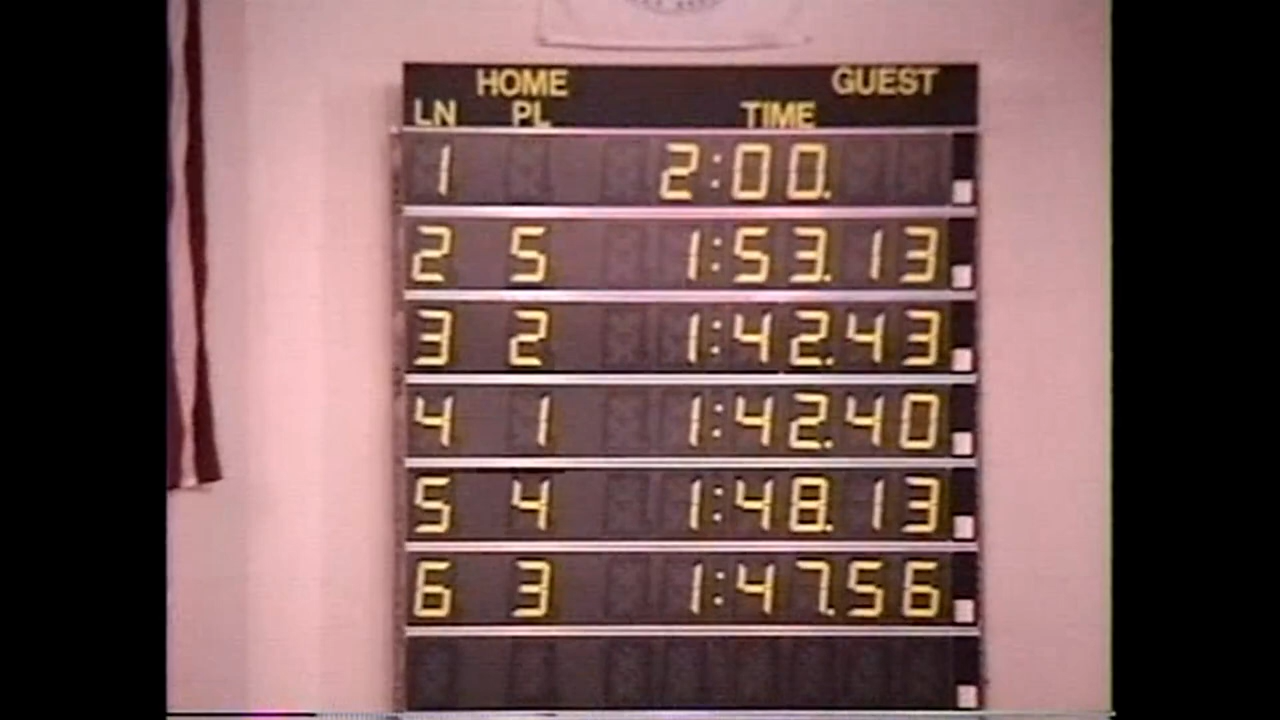 HOME GUEST
LN PL TIME
1 2:00.
2 5 1:53.13
3 2 1:42.43
4 1 1:42.40
5 4 1:48.13
6 3 1:47.56